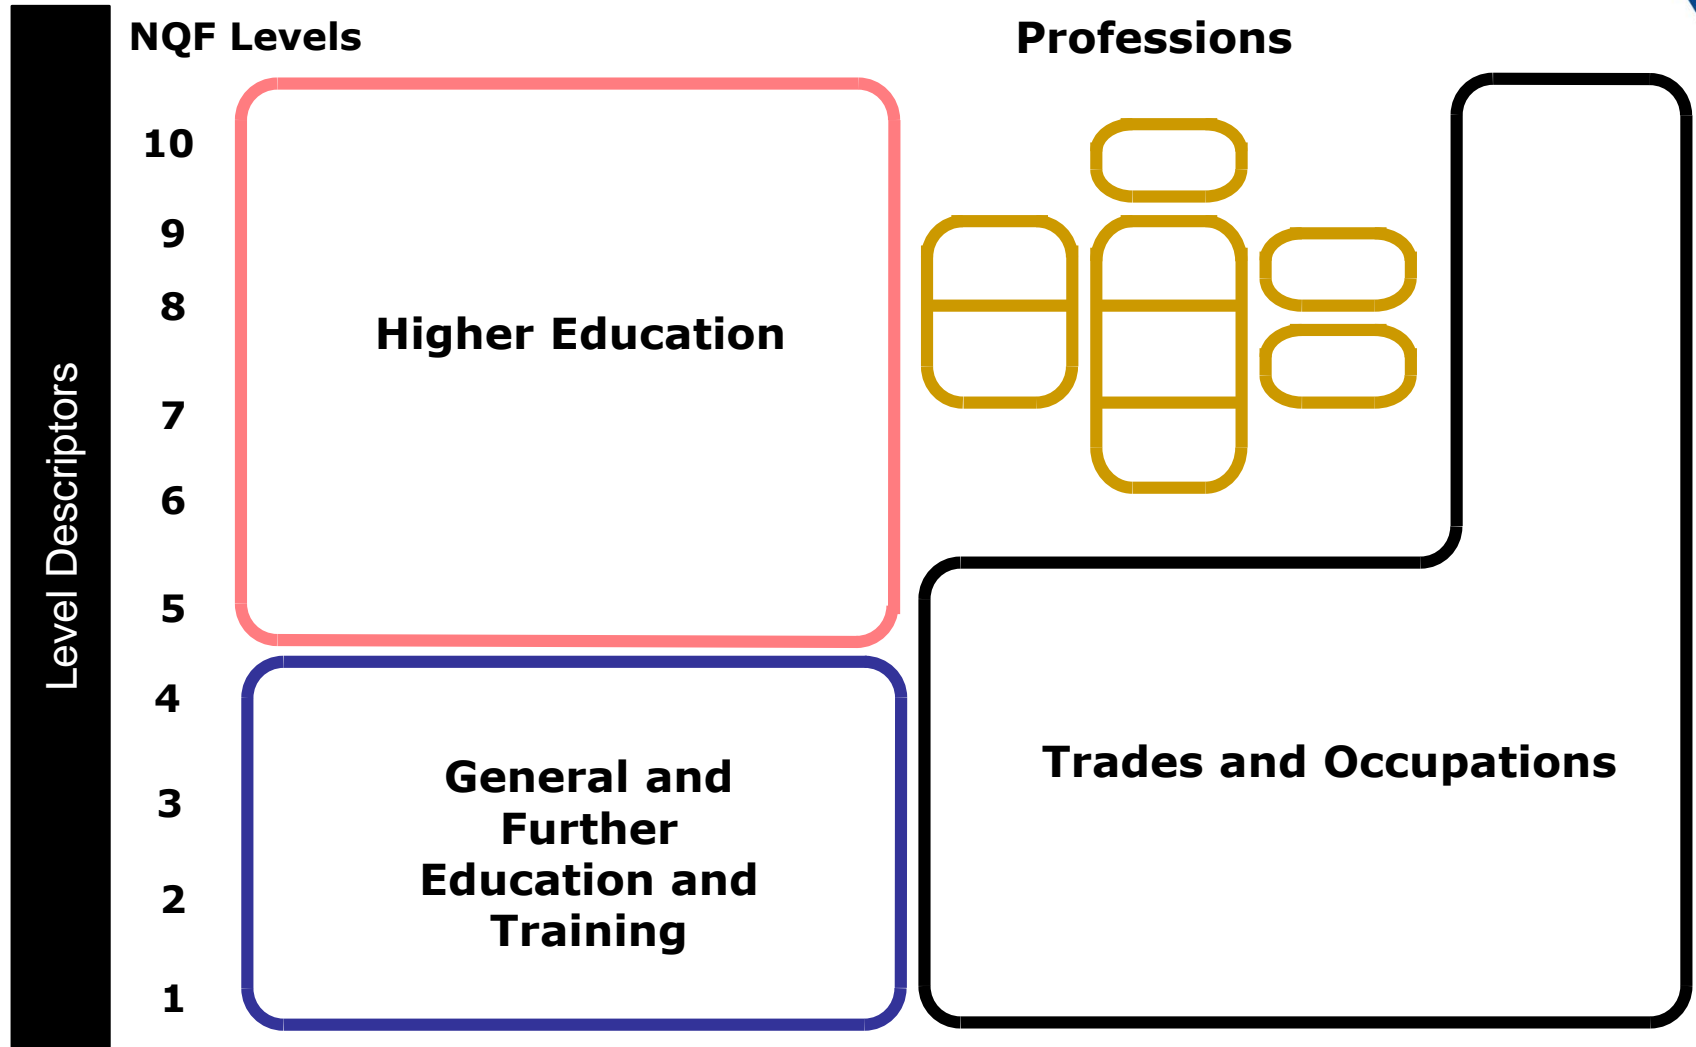 NQF Levels
Professions
Level Descriptors
10
9
8
7
6
5
4
3
2
1
Higher Education
General and
Further
Education and
Training
Trades and Occupations